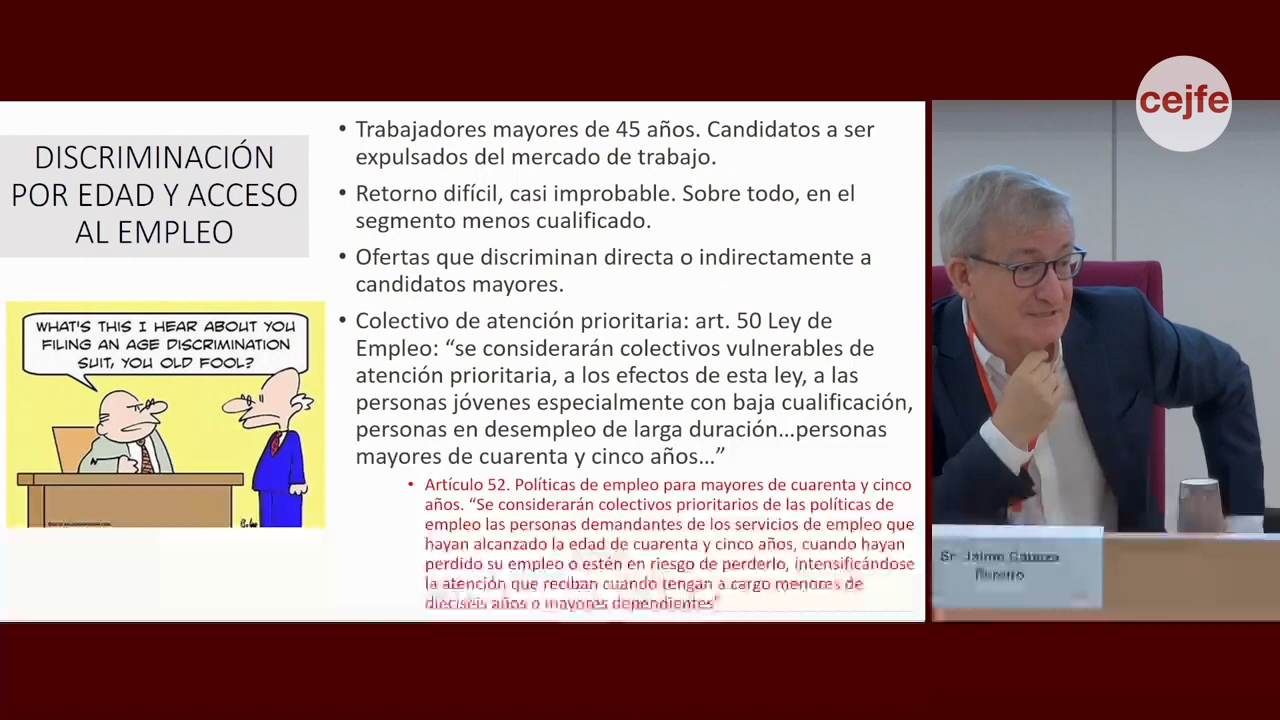 cejfe
DISCRIMINACIÓN
POR EDAD Y ACCESO
AL EMPLEO
WHAT'S THIS I HEAR ABOUT YOU
FILING AN AGE DISCRIMINATION
SUIT, YOU OLD FOOL?
• Trabajadores mayores de 45 años. Candidatos a ser
expulsados del mercado de trabajo.
• Retorno difícil, casi improbable. Sobre todo, en el
segmento menos cualificado.
• Ofertas que discriminan directa o indirectamente a
candidatos mayores.
• Colectivo de atención prioritaria: art. 50 Ley de
Empleo: “se considerarán colectivos vulnerables de
atención prioritaria, a los efectos de esta ley, a las
personas jóvenes especialmente con baja cualificación,
personas en desempleo de larga duración…personas
mayores de cuarenta y cinco años…”
• Artículo 52. Políticas de empleo para mayores de cuarenta y cinco
años. “Se considerarán colectivos prioritarios de las políticas de
empleo las personas demandantes de los servicios de empleo que
hayan alcanzado la edad de cuarenta y cinco años, cuando hayan
perdido su empleo o estén en riesgo de perderlo, intensificándose
la atención que reciban cuando tengan a cargo menores de
dieciséis años o mayores dependientes"
Sr. Jaime